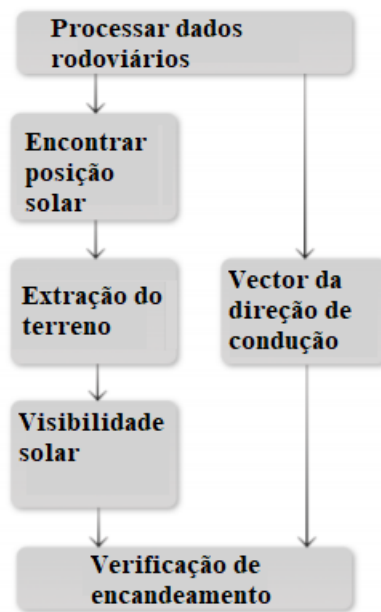 Processar dados
rodoviários
Encontrar
posição
solar
Extração do
terreno
Vector da
direção de
condução
Visibilidade
solar
Verificação de
encandeamento